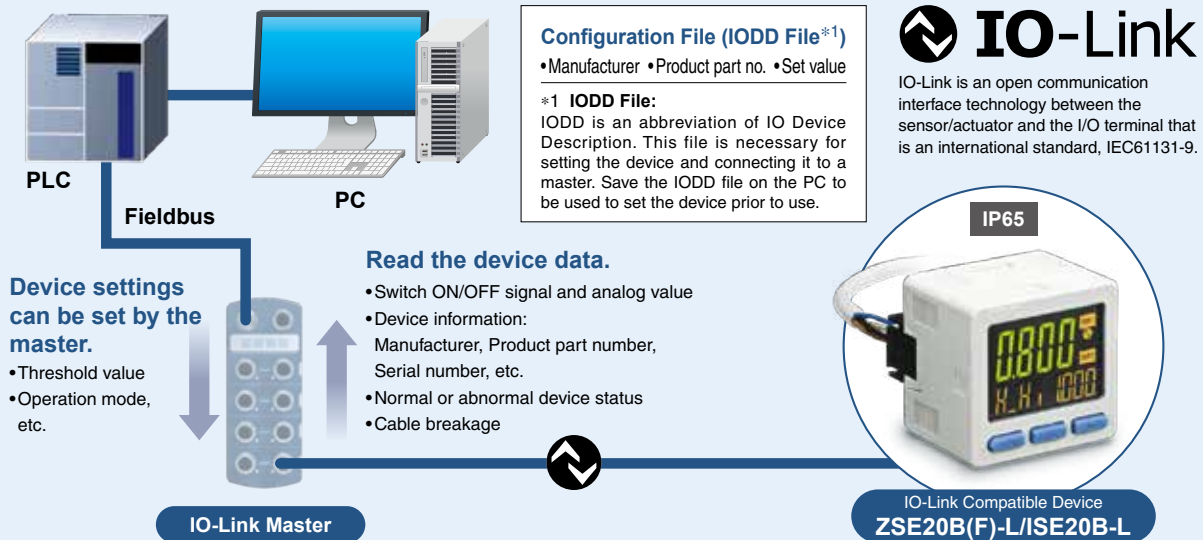 PLC
PC
Fieldbus
Configuration File (IODD File*1)
•Manufacturer •Product part no. •Set value
*1 IODD File:
IODD is an abbreviation of IO Device
Description. This file is necessary for
setting the device and connecting it to a
master. Save the IODD file on the PC to
be used to set the device prior to use.
IO-Link
IO-Link is an open communication
interface technology between the
sensor/actuator and the I/O terminal that
is an international standard, IEC61131-9.
Device settings
can be set by the
master.
•Threshold value
•Operation mode,
etc.
Read the device data.
•Switch ON/OFF signal and analog value
•Device information:
Manufacturer, Product part number,
Serial number, etc.
•Normal or abnormal device status
•Cable breakage
IO-Link Master
IP65
0.800
H_Hi 1.000
IO-Link Compatible Device
ZSE20B(F)-L/ISE20B-L